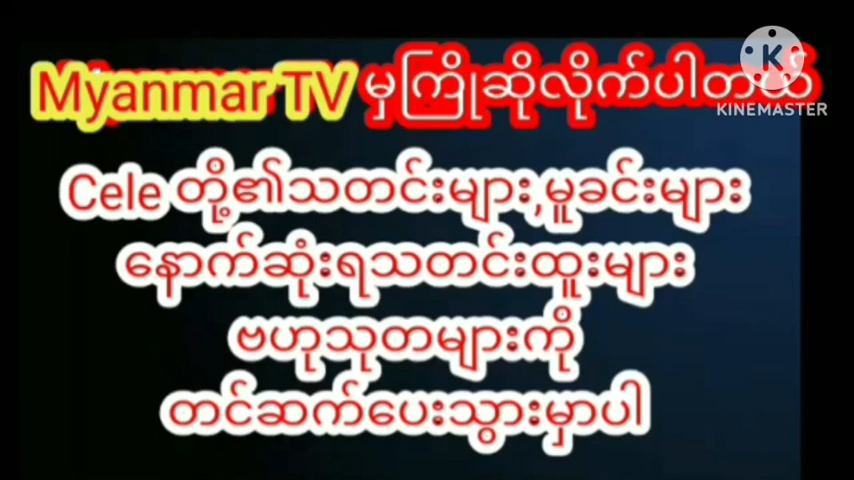 Myanmar TV မှကြိုဆိုလိုက်ပါတယ်
KINEMASTER
Cele တို့၏သတင်းများ,မူခင်းများ
နောက်ဆုံးရသတင်းထူးများ
ဗဟုသုတများကို
တင်ဆက်ပေးသွားမှာပါ